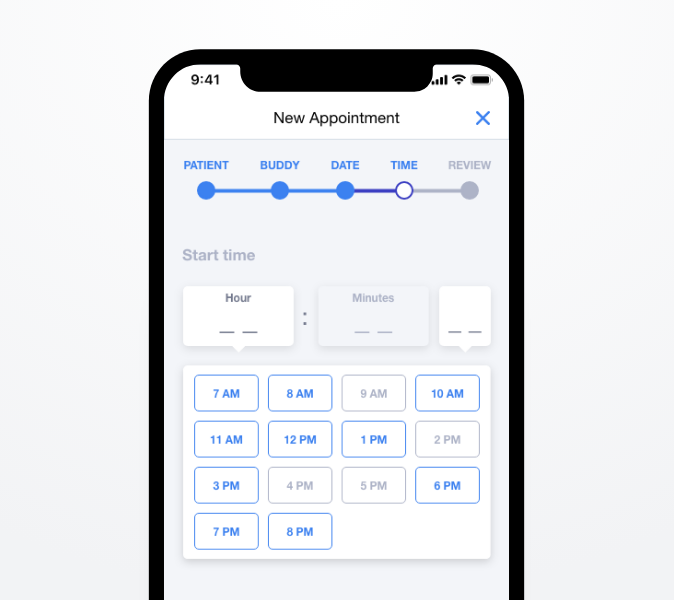 9:41
New Appointment
PATIENT BUDDY DATE TIME REVIEW
Start time
Hour Minutes
_ _ : _ _ _ _
7 AM 8 AM 9 AM 10 AM
11 AM 12 PM 1 PM 2 PM
3 PM 4 PM 5 PM 6 PM
7 PM 8 PM